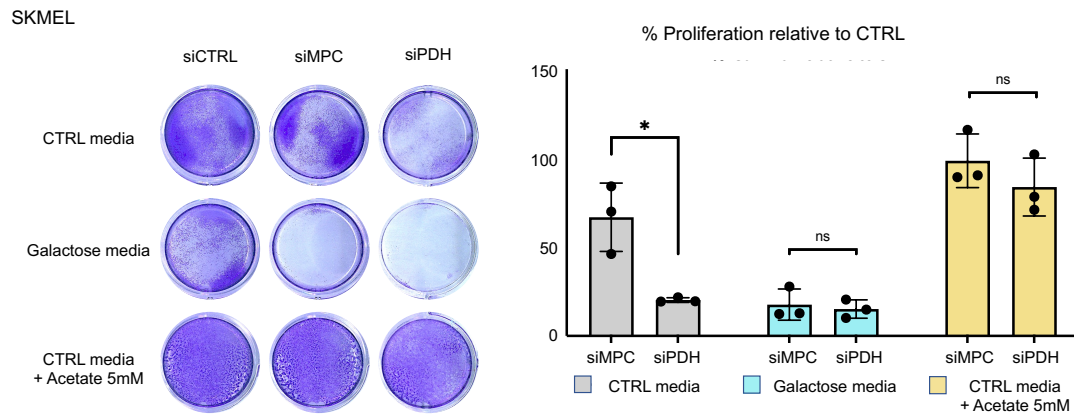 SKMEL
siCTRL siMPC siPDH
CTRL media
Galactose media
CTRL media
+ Acetate 5mM
% Proliferation relative to CTRL
150
100
50
0
*
ns
ns
siMPC siPDH siMPC siPDH siMPC siPDH
CTRL media Galactose media CTRL media
+ Acetate 5mM